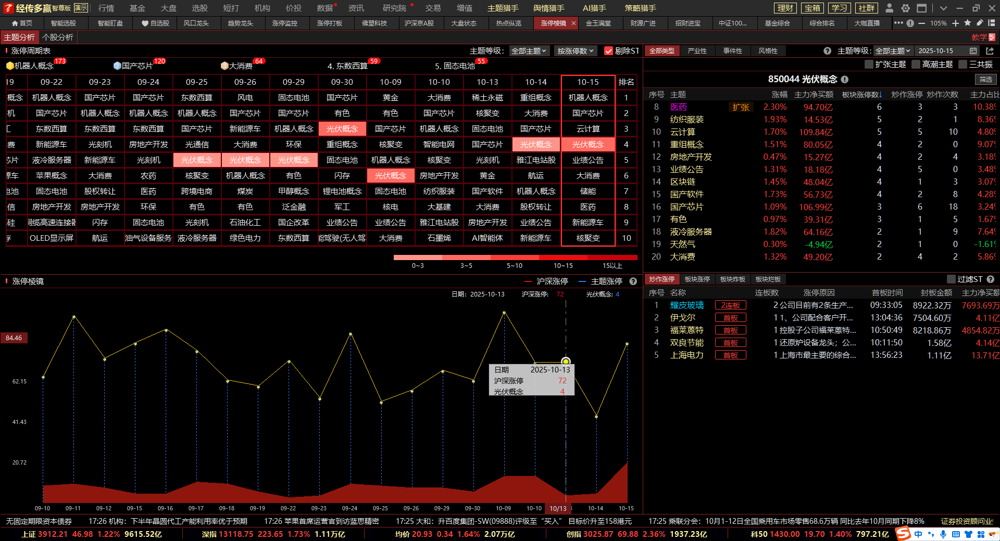 经传多赢 智尊版 演示 行情 基金 大盘 选股 短打 机构 价投 数据 资讯 研究院 交易 增值 主题猎手 舆情猎手 AI猎手 策略猎手 理财 宝箱 学习 社群
首页 智能选股 智能盯盘 自选股 风口龙头 趋势龙头 涨停监控 涨停打板 佛塑科技 沪深京A股 大盘状态 热点纵览 涨停棱镜 金玉满堂 财源广进 招财进宝 中证100... 基金综合 综合排名 大咖直播 105%
主题分析 个股分析 教学
涨停周期表 主题等级: 全部主题 按涨停数 剔除ST
机器人概念 173 国产芯片 120 大消费 64 4. 东数西算 59 5. 固态电池 55
19 09-22 09-23 09-24 09-25 09-26 09-29 09-30 10-09 10-10 10-13 10-14 10-15 排名
概念 机器人概念 国产芯片 国产芯片 东数西算 风电 固态电池 国产芯片 黄金 大消费 稀土永磁 重组概念 机器人概念 1
机 国产芯片 机器人概念 机器人概念 机器人概念 国产芯片 国产芯片 有色 有色 国产芯片 核聚变 大消费 国产芯片 2
工 东数西算 东数西算 东数西算 国产芯片 新能源车 机器人概念 光伏概念 国产芯片 机器人概念 固态电池 国产芯片 云计算 3
费 新能源车 光刻机 房地产开发 光通信 大消费 环保 重组概念 核聚变 智能电网 国产芯片 光伏概念 光伏概念 4
芯片 液冷服务器 新能源车 光刻机 光伏概念 光伏概念 光伏概念 固态电池 机器人概念 核聚变 光刻机 雅江电站股 业绩公告 5
源车 苹果概念 大消费 农药 核聚变 机器人概念 有色 闪存 光伏概念 房地产开发 黄金 航运 大消费 6
电池 固态电池 股权转让 医药 跨境电商 煤炭 甲醇概念 锂电池概念 固态电池 纺织服装 国产软件 机器人概念 储能 7
信 房地产开发 房地产开发 环保 有色 有色 泛金融 军工 核电 大基建 大消费 股权转让 医药 8
硅 铜缆高速连接器 闪存 固态电池 光刻机 石油化工 国企改革 业绩公告 业绩公告 雅江电站股 房地产开发 业绩公告 新能源车 9
存 OLED显示屏 航运 油气设备服务 液冷服务器 绿色电力 东数西算 能驾驶(无人驾 大消费 石墨烯 AI智能体 新能源车 核聚变 10
0~3 3~5 5~10 10~15 15以上
涨停棱镜 沪深涨停 主题涨停
日期: 2025-10-13 沪深涨停: 72 光伏概念: 4
84.46
62.15
41.43
20.72
日期 2025-10-13
沪深涨停 72
光伏概念 4
09-10 09-11 09-12 09-15 09-16 09-17 09-18 09-19 09-22 09-23 09-24 09-25 09-26 09-29 09-30 10-09 10-10 10/13 10-14 10-15
全部类型 产业性 事件性 风格性 主题等级: 全部主题 2025-10-15
扩张主题 高潮主题 三共振
850044 光伏概念 筛选
序号 主题 涨幅 主力净买额 板块涨停数↓ 炒作涨停 炒作次数 主力占比
8 医药 扩张 2.30% 94.70亿 6 3 3 10.38%
9 纺织服装 1.93% 14.53亿 5 2 1 8.36%
10 云计算 1.70% 109.84亿 5 5 10 4.80%
11 重组概念 1.51% 80.05亿 4 2 0 9.07%
12 房地产开发 0.47% 15.27亿 4 2 4 3.18%
13 业绩公告 1.31% 18.18亿 4 5 0 3.48%
14 区块链 1.45% 48.04亿 4 1 3 3.07%
15 国产软件 1.73% 56.73亿 4 2 8 4.28%
16 国产芯片 1.09% 106.99亿 3 6 18 3.24%
17 有色 0.97% 39.31亿 3 1 5 1.67%
18 液冷服务器 1.82% 64.16亿 2 1 9 7.64%
19 天然气 0.30% -4.94亿 2 1 0 -1.61%
20 大消费 1.32% 49.20亿 2 4 2 5.86%
炒作涨停 板块涨停 板块炸板 板块烂板 过滤ST
序号 名称 连板数 涨停原因 首板时间 封板金额 主力净买额
1 耀皮玻璃 2连板 2 公司目前有2条生产... 09:33:05 8922.32万 7693.69万
2 伊戈尔 首板 1 1、公司配合客户开... 13:04:36 7504.60万 4.11亿
3 福莱蒽特 首板 1 控股子公司福莱蒽特... 10:50:49 8218.86万 4854.82万
4 双良节能 首板 1 还原炉设备龙头；公... 10:11:50 1.58亿 4.14亿
5 上海电力 首板 1 上海市最主要的综合... 13:56:23 1.11亿 13.71亿
无固定期限资本债券 17:26 机构：下半年晶圆代工产能利用率优于预期 17:26 苹果首席运营官到访蓝思精密 17:25 大和：升百度集团-SW(09888)评级至“买入” 目标价升至158港元 17:25 乘联分会：10月1-12日全国乘用车市场零售68.6万辆 同比去年10月同期下降8% 证券投资顾问业
上证 3912.21 46.98 1.22% 9615.52亿 深指 13118.75 223.65 1.73% 1.11万亿 均价 20.93 0.34 1.64% 2.07万亿 创指 3025.87 69.88 2.36% 1937.23亿 科50 1430.00 19.70 1.40% 797.21亿 中